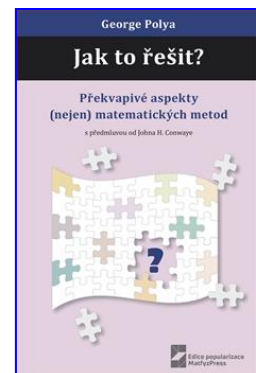 George Polya
Jak to řešit?
Překvapivé aspekty
(nejen) matematických metod
s předmluvou od Johna H. Conwaye
?
Edice popularizace
MatfyzPress